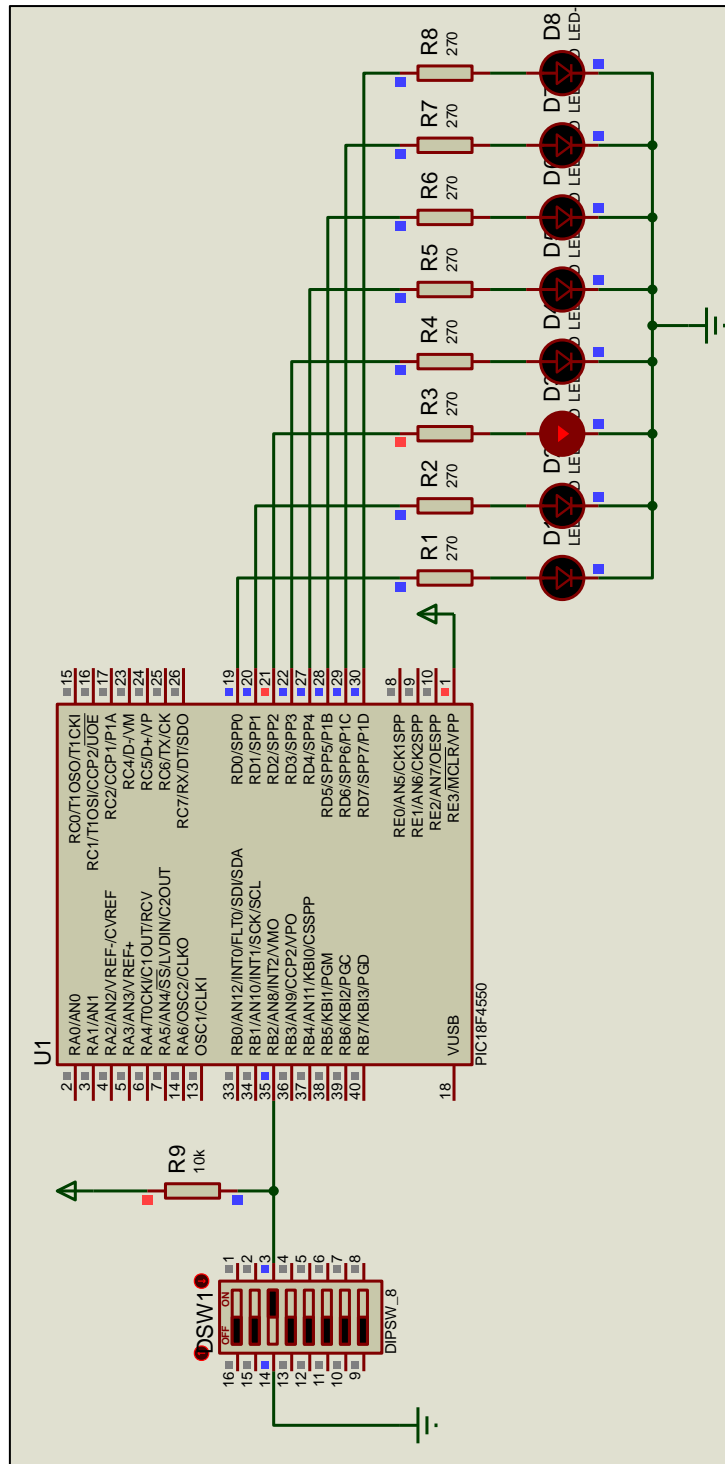 U1
2
3
4
5
6
7
14
13
RA0/AN0
RA1/AN1
RA2/AN2/VREF-/CVREF
RA3/AN3/VREF+
RA4/T0CKI/C1OUT/RCV
RA5/AN4/SS/LVDIN/C2OUT
RA6/OSC2/CLKO
OSC1/CLKI
33
34
35
36
37
38
39
40
RB0/AN12/INT0/FLT0/SDI/SDA
RB1/AN10/INT1/SCK/SCL
RB2/AN8/INT2/VMO
RB3/AN9/CCP2/VPO
RB4/AN11/KBI0/CSSPP
RB5/KBI1/PGM
RB6/KBI2/PGC
RB7/KBI3/PGD
18
VUSB
PIC18F4550
RC0/T1OSO/T1CKI
RC1/T1OSI/CCP2/UOE
RC2/CCP1/P1A
RC4/D-/VM
RC5/D+/VP
RC6/TX/CK
RC7/RX/DT/SDO
15
16
17
23
24
25
26
RD0/SPP0
RD1/SPP1
RD2/SPP2
RD3/SPP3
RD4/SPP4
RD5/SPP5/P1B
RD6/SPP6/P1C
RD7/SPP7/P1D
19
20
21
22
27
28
29
30
RE0/AN5/CK1SPP
RE1/AN6/CK2SPP
RE2/AN7/OESPP
RE3/MCLR/VPP
8
9
10
1
R9
10k
DSW1
OFF
ON
16
15
14
13
12
11
10
9
1
2
3
4
5
6
7
8
DIPSW_8
R8
270
R7
270
R6
270
R5
270
R4
270
R3
270
R2
270
R1
270
D8
LED-